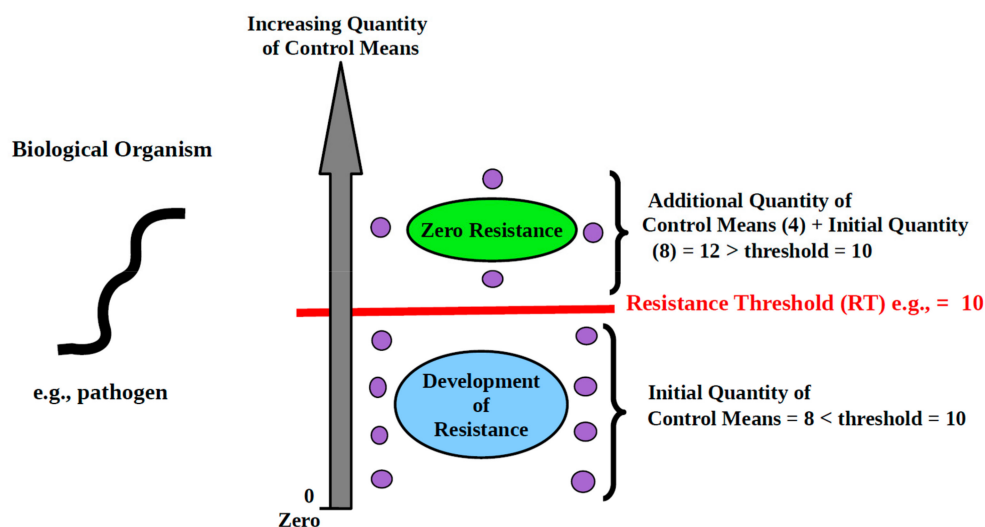 Increasing Quantity
of Control Means
Biological Organism
e.g., pathogen
Zero Resistance
Additional Quantity of
Control Means (4) + Initial Quantity
(8) = 12 > threshold = 10
Resistance Threshold (RT) e.g., = 10
Development
of
Resistance
Initial Quantity of
Control Means = 8 < threshold = 10
0
Zero